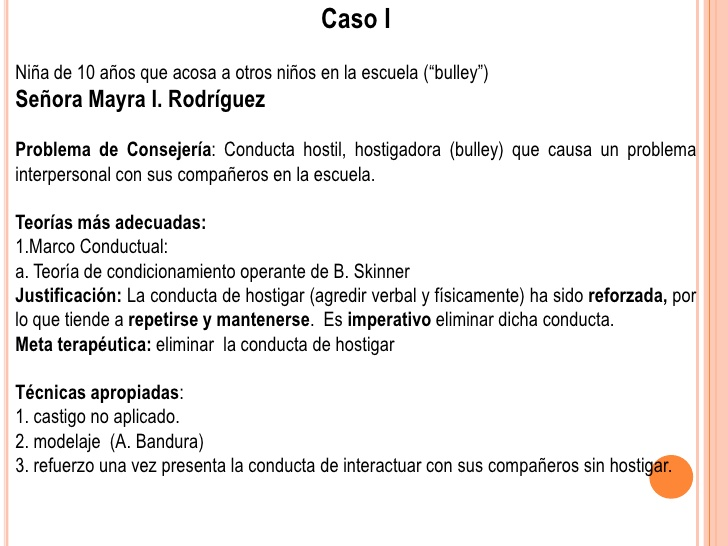 Caso I
Niña de 10 años que acosa a otros niños en la escuela (“bulley”)
Señora Mayra I. Rodríguez
Problema de Consejería: Conducta hostil, hostigadora (bulley) que causa un problema
interpersonal con sus compañeros en la escuela.
Teorías más adecuadas:
1.Marco Conductual:
a. Teoría de condicionamiento operante de B. Skinner
Justificación: La conducta de hostigar (agredir verbal y físicamente) ha sido reforzada, por
lo que tiende a repetirse y mantenerse. Es imperativo eliminar dicha conducta.
Meta terapéutica: eliminar la conducta de hostigar
Técnicas apropiadas:
1. castigo no aplicado.
2. modelaje (A. Bandura)
3. refuerzo una vez presenta la conducta de interactuar con sus compañeros sin hostigar.